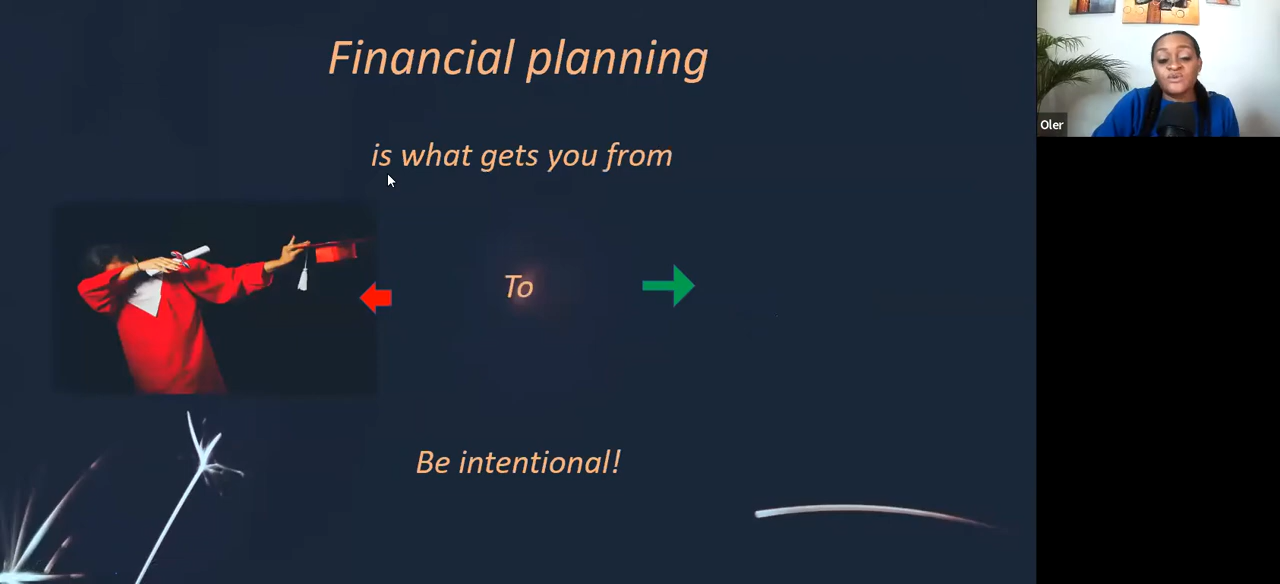 Financial planning
is what gets you from
To
Be intentional!
Oler